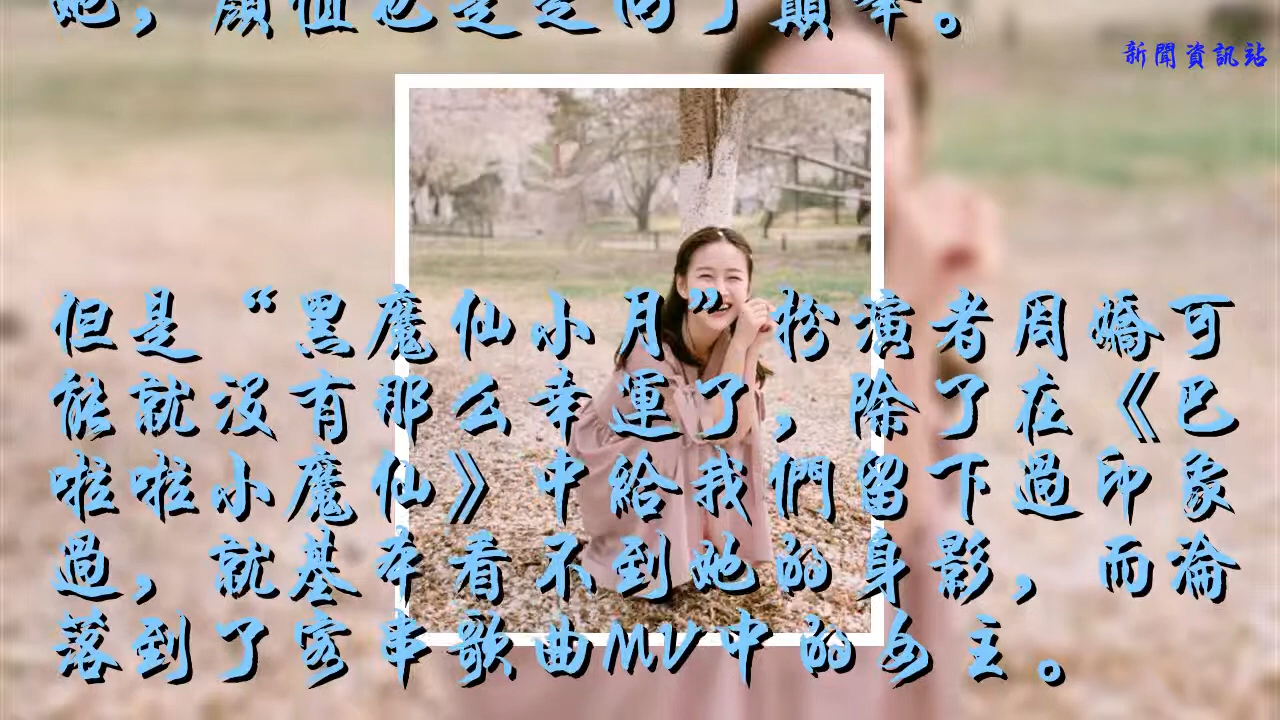 她，顏值也是走向了巔峯。
新聞資訊站
但是“黑魔仙小月”扮演者周嬌可
能就沒有那么幸運了，除了在《巴
啦啦小魔仙》中給我們留下過印象
過，就基本看不到她的身影，而淪
落到了客串歌曲MV中的女主。